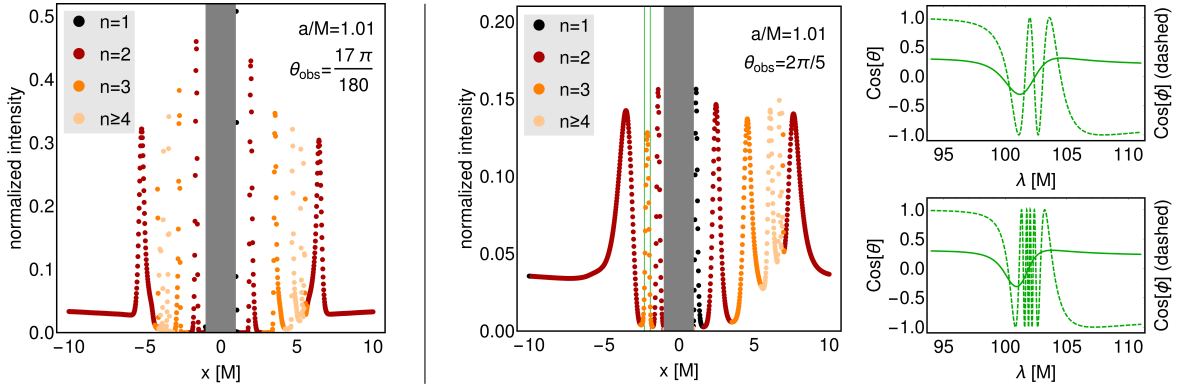 0.5
0.4
0.3
0.2
0.1
0.0
normalized intensity
n=1
n=2
n=3
n≥4
a/M=1.01
θobs=17 π/180
−10 −5 0 5 10
x [M]
0.20
0.15
0.10
0.05
0.00
normalized intensity
n=1
n=2
n=3
n≥4
a/M=1.01
θobs=2π/5
−10 −5 0 5 10
x [M]
1.0
0.5
0.0
−0.5
−1.0
Cos[θ]
Cos[ϕ] (dashed)
95 100 105 110
λ [M]
1.0
0.5
0.0
−0.5
−1.0
Cos[θ]
Cos[ϕ] (dashed)
95 100 105 110
λ [M]